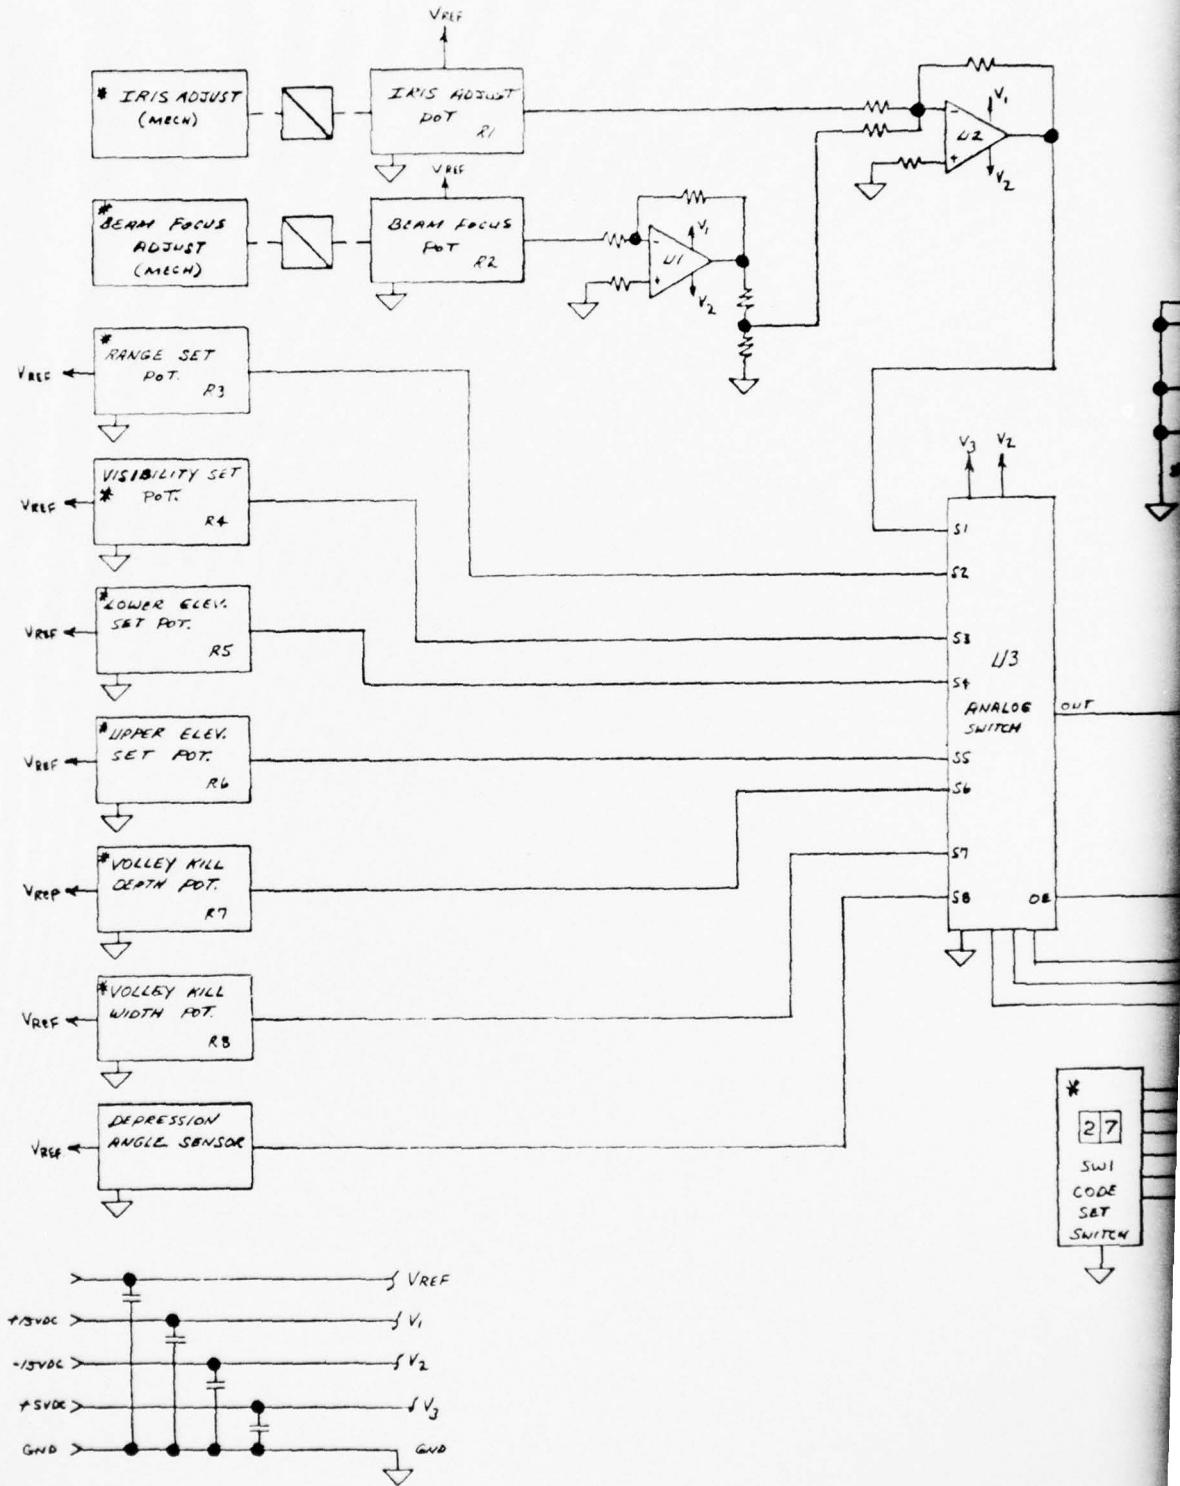 VREF
* IRIS ADJUST
(MECH)
IRIS ADJUST
POT
R1
V1
U2
V2
VREF
* BEAM FOCUS
ADJUST
(MECH)
BEAM FOCUS
POT
R2
V1
U1
V2
VREF
* RANGE SET
POT.
R3
VREF
VISIBILITY SET
* POT.
R4
VREF
* LOWER ELEV.
SET POT.
R5
VREF
* UPPER ELEV.
SET POT.
R6
VREF
* VOLLEY KILL
DEPTH POT.
R7
VREF
* VOLLEY KILL
WIDTH POT.
R8
VREF
DEPRESSION
ANGLE SENSOR
V3
V2
S1
S2
S3
S4
S5
S6
S7
S8
U3
ANALOG
SWITCH
OUT
OE
*
27
SW1
CODE
SET
SWITCH
VREF
+15VDC
V1
-15VDC
V2
+5VDC
V3
GND
GND